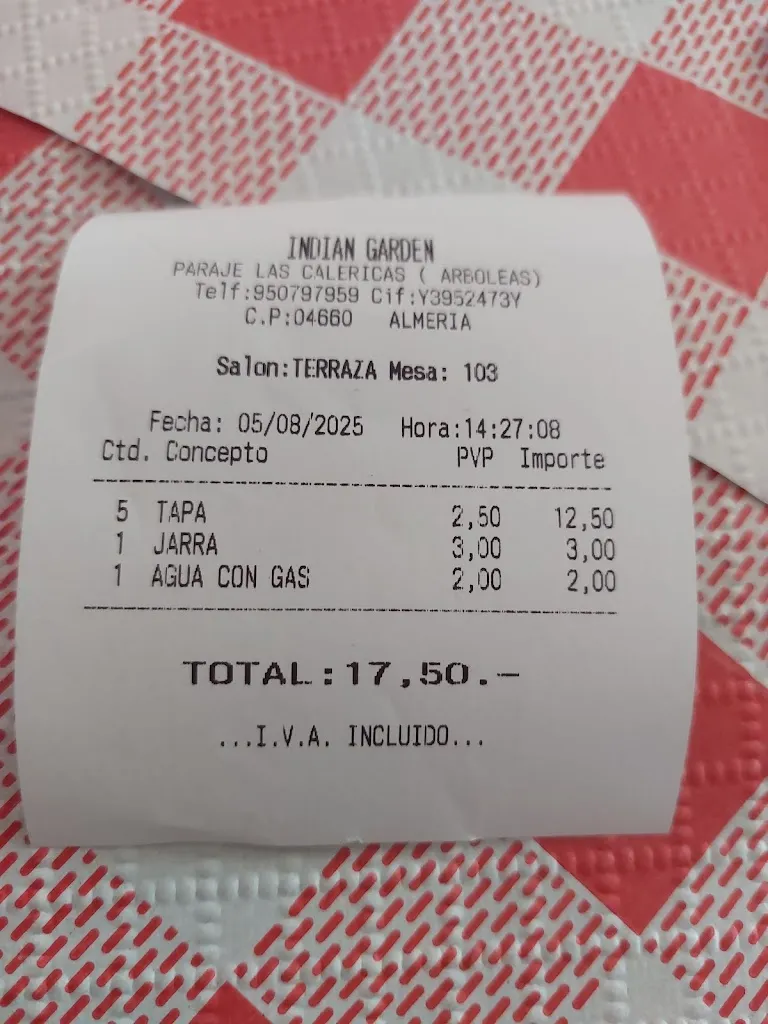 INDIAN GARDEN
PARAJE LAS CALERICAS ( ARBOLEAS)
Telf:950797959 Cif:Y3952473Y
C.P:04660 ALMERIA
Salon:TERRAZA Mesa: 103
Fecha: 05/08/2025 Hora:14:27:08
Ctd. Concepto PVP Importe
5 TAPA 2,50 12,50
1 JARRA 3,00 3,00
1 AGUA CON GAS 2,00 2,00
TOTAL:17,50.-
...I.V.A. INCLUIDO...